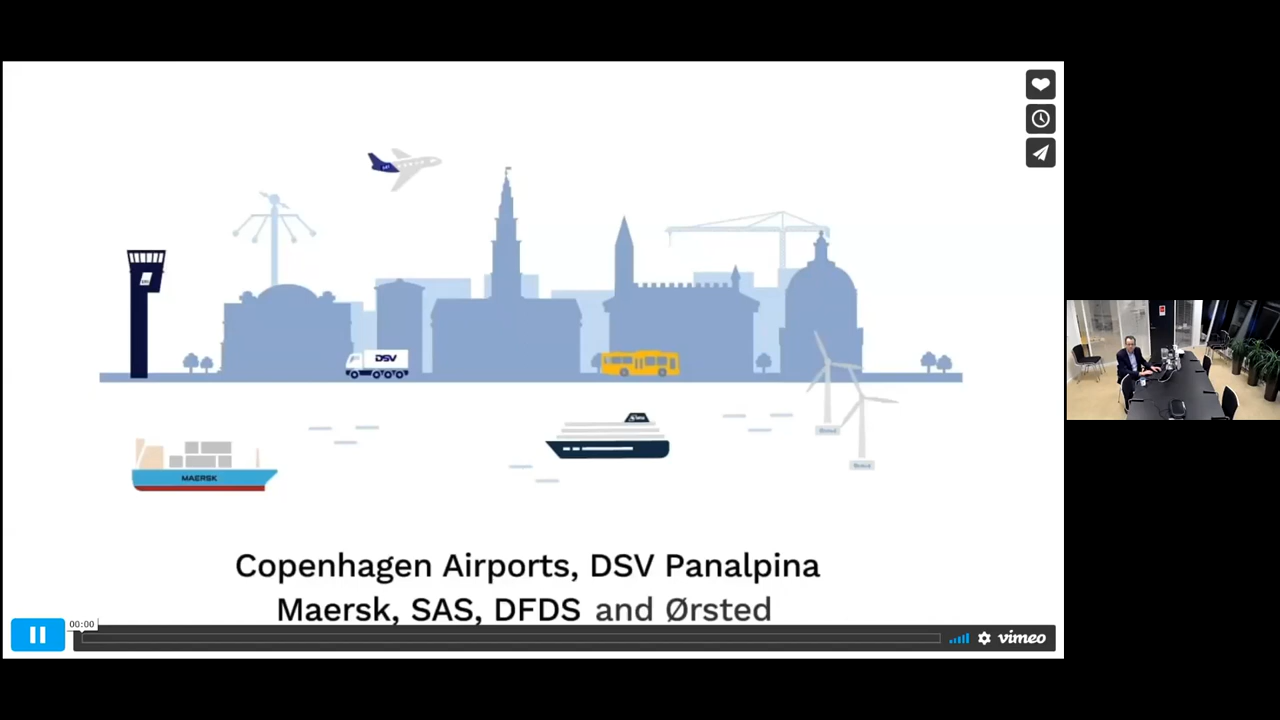 DSV
MAERSK
Copenhagen Airports, DSV Panalpina
Maersk, SAS, DFDS and Ørsted
00:00
vimeo